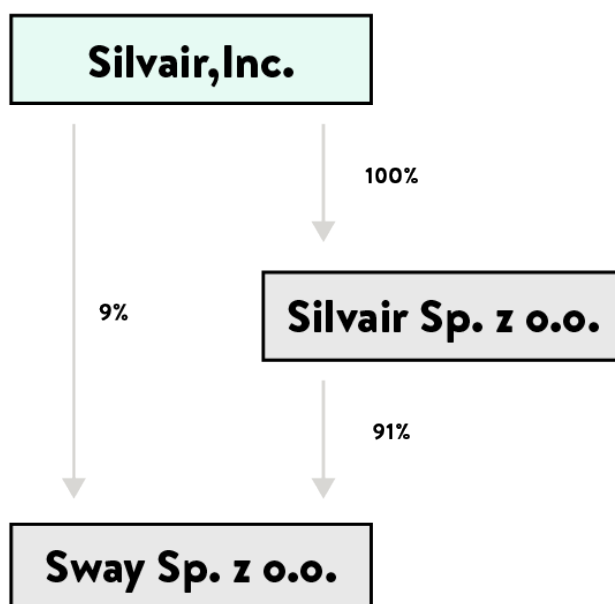 Silvair,Inc.
100%
9%
Silvair Sp. z o.o.
91%
Sway Sp. z o.o.